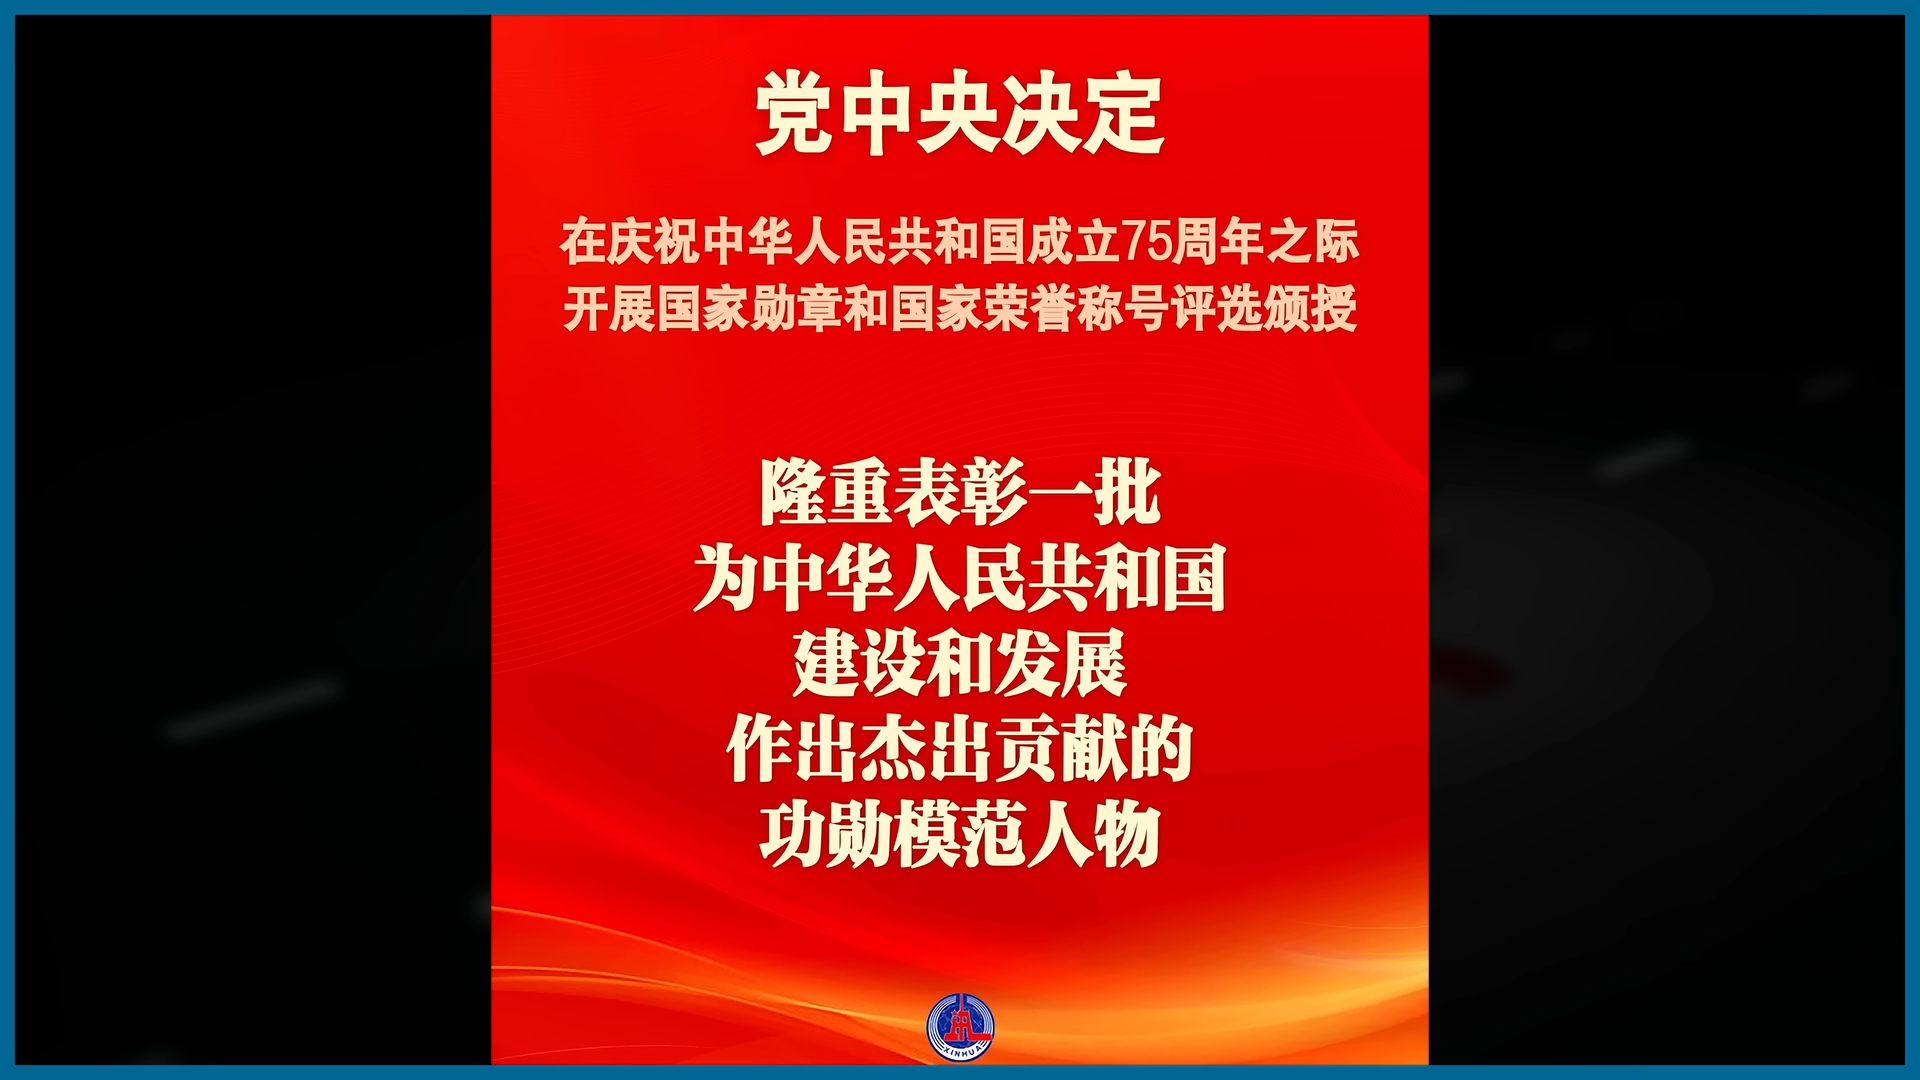 党中央决定
在庆祝中华人民共和国成立75周年之际
开展国家勋章和国家荣誉称号评选颁授
隆重表彰一批
为中华人民共和国
建设和发展
作出杰出贡献的
功勋模范人物
XINHUA